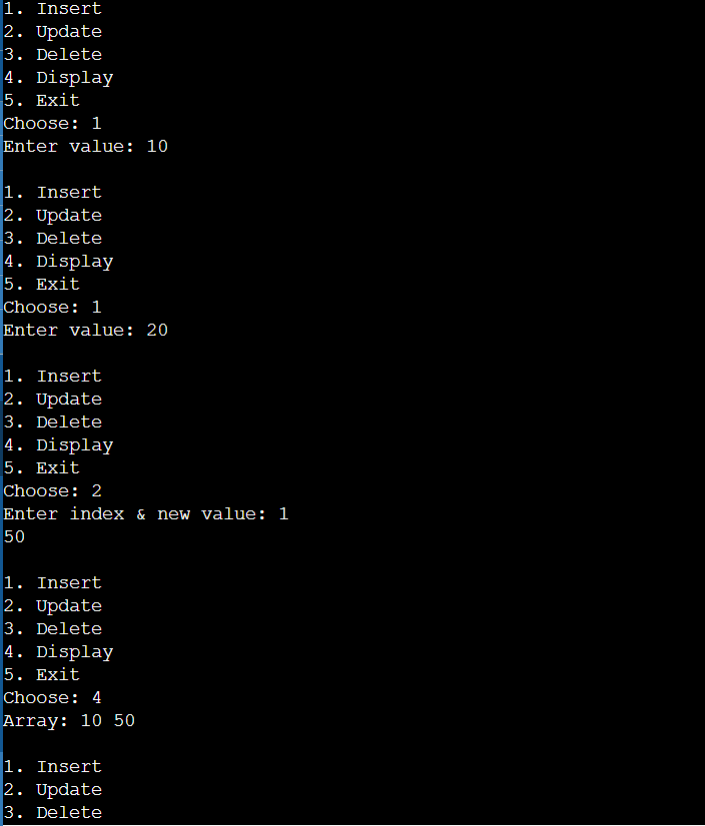 1. Insert
2. Update
3. Delete
4. Display
5. Exit
Choose: 1
Enter value: 10
1. Insert
2. Update
3. Delete
4. Display
5. Exit
Choose: 1
Enter value: 20
1. Insert
2. Update
3. Delete
4. Display
5. Exit
Choose: 2
Enter index & new value: 1
50
1. Insert
2. Update
3. Delete
4. Display
5. Exit
Choose: 4
Array: 10 50
1. Insert
2. Update
3. Delete